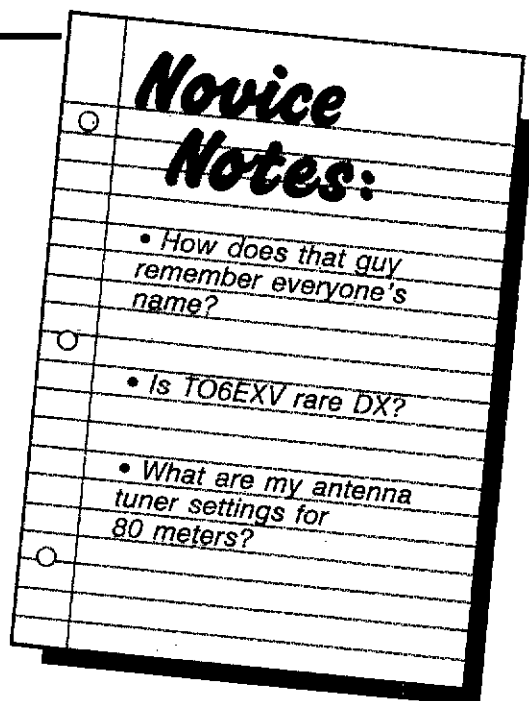 Novice
Notes:
• How does that guy
remember everyone's
name?
• Is TO6EXV rare DX?
• What are my antenna
tuner settings for
80 meters?